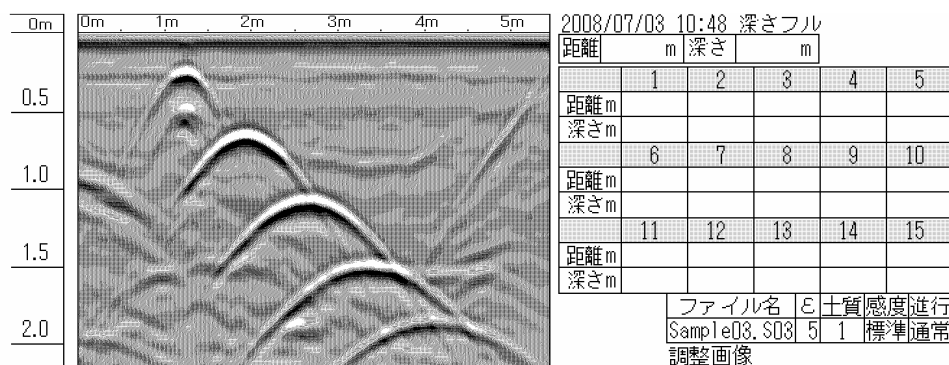 0m 0m 1m 2m 3m 4m 5m
0.5
1.0
1.5
2.0
2008/07/03 10:48 深さフル
距離 m 深さ m
1 2 3 4 5
距離m
深さm
6 7 8 9 10
距離m
深さm
11 12 13 14 15
距離m
深さm
ファイル名 ε 土質 感度 進行
Sample03.S03 5 1 標準 通常
調整画像